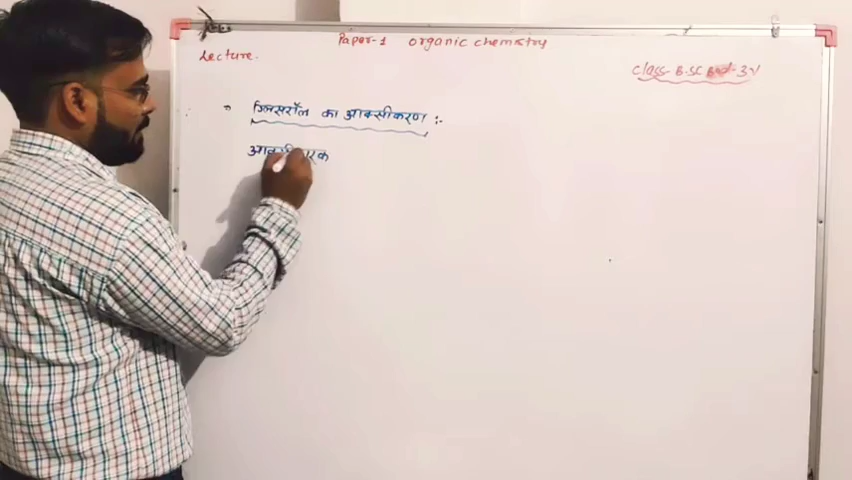 Paper-1 organic chemistry
Lecture.
Class- B.SC 3Y
ग्लिसरॉल का आक्सीकरण :-